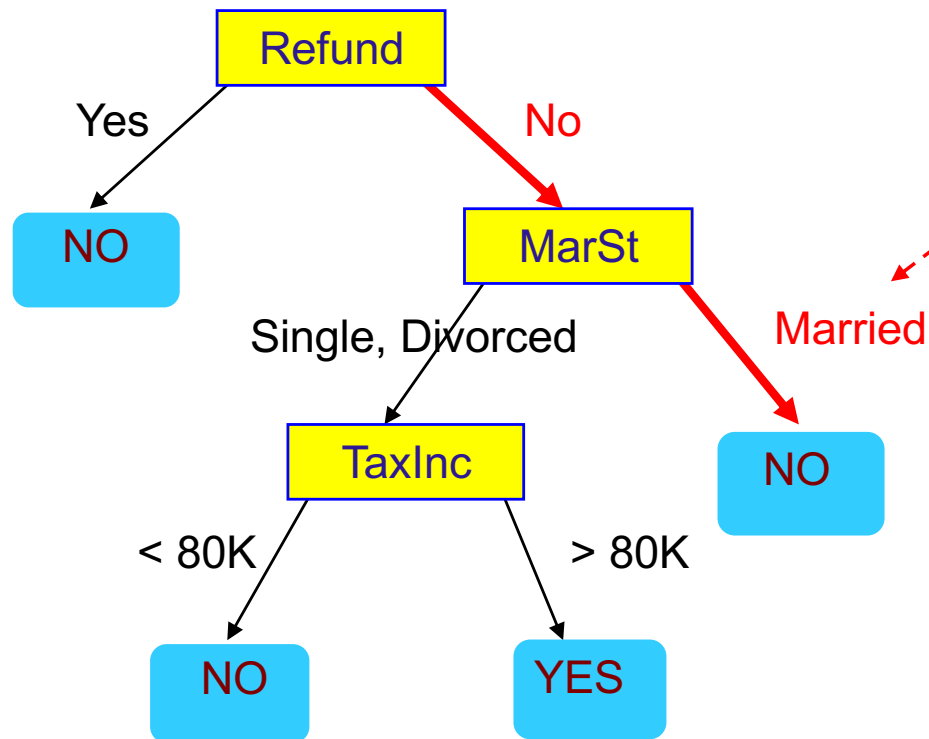 Refund
Yes
No
NO
MarSt
Single, Divorced
Married
TaxInc
NO
< 80K
> 80K
NO
YES